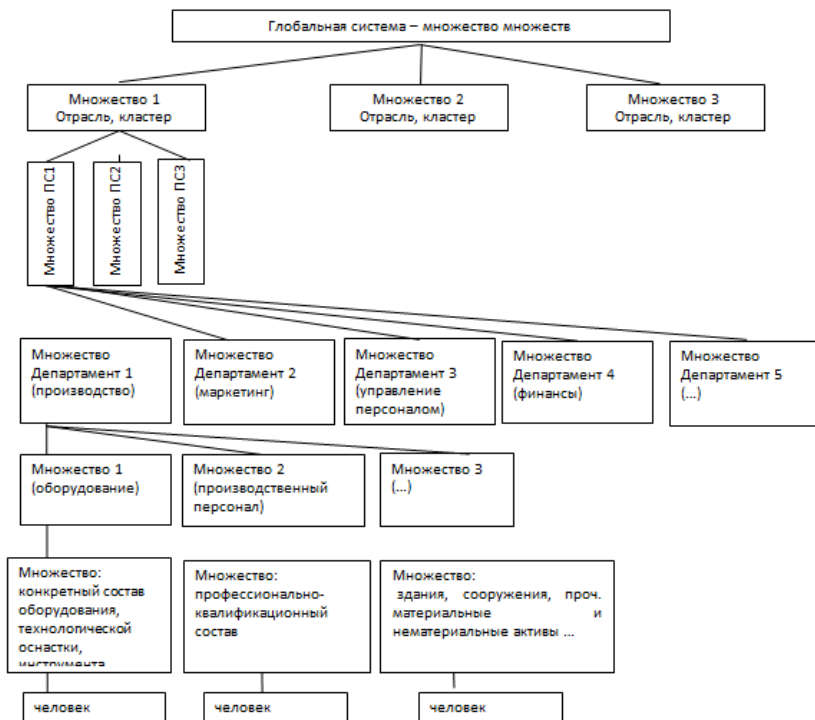 Глобальная система – множество множеств
Множество 1
Отрасль, кластер
Множество 2
Отрасль, кластер
Множество 3
Отрасль, кластер
Множество ПС1
Множество ПС2
Множество ПС3
Множество
Департамент 1
(производство)
Множество
Департамент 2
(маркетинг)
Множество
Департамент 3
(управление
персоналом)
Множество
Департамент 4
(финансы)
Множество
Департамент 5
(...)
Множество 1
(оборудование)
Множество 2
(производственный
персонал)
Множество 3
(...)
Множество:
конкретный состав
оборудования,
технологической
оснастки,
инструмента
Множество:
профессионально-
квалификационный
состав
Множество:
здания, сооружения, проч.
материальные и
нематериальные активы ...
человек
человек
человек